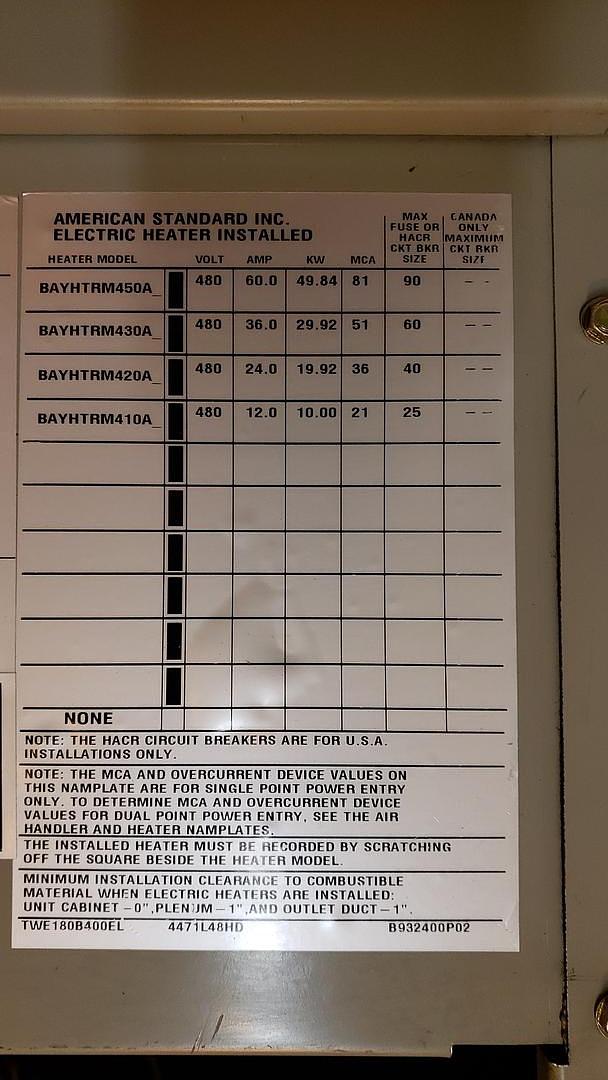 AMERICAN STANDARD INC.
ELECTRIC HEATER INSTALLED
HEATER MODEL VOLT AMP KW MCA MAX FUSE OR HACR CKT BKR SIZE CANADA ONLY MAXIMUM CKT BKR SIZE
BAYHTRM450A_ 480 60.0 49.84 81 90 – –
BAYHTRM430A_ 480 36.0 29.92 51 60 – –
BAYHTRM420A_ 480 24.0 19.92 36 40 – –
BAYHTRM410A_ 480 12.0 10.00 21 25 – –
NONE
NOTE: THE HACR CIRCUIT BREAKERS ARE FOR U.S.A.
INSTALLATIONS ONLY.
NOTE: THE MCA AND OVERCURRENT DEVICE VALUES ON
THIS NAMPLATE ARE FOR SINGLE POINT POWER ENTRY
ONLY. TO DETERMINE MCA AND OVERCURRENT DEVICE
VALUES FOR DUAL POINT POWER ENTRY, SEE THE AIR
HANDLER AND HEATER NAMPLATES.
THE INSTALLED HEATER MUST BE RECORDED BY SCRATCHING
OFF THE SQUARE BESIDE THE HEATER MODEL.
MINIMUM INSTALLATION CLEARANCE TO COMBUSTIBLE
MATERIAL WHEN ELECTRIC HEATERS ARE INSTALLED:
UNIT CABINET –0",PLENUM–1",AND OUTLET DUCT–1".
TWE180B400EL 4471L48HD B932400P02